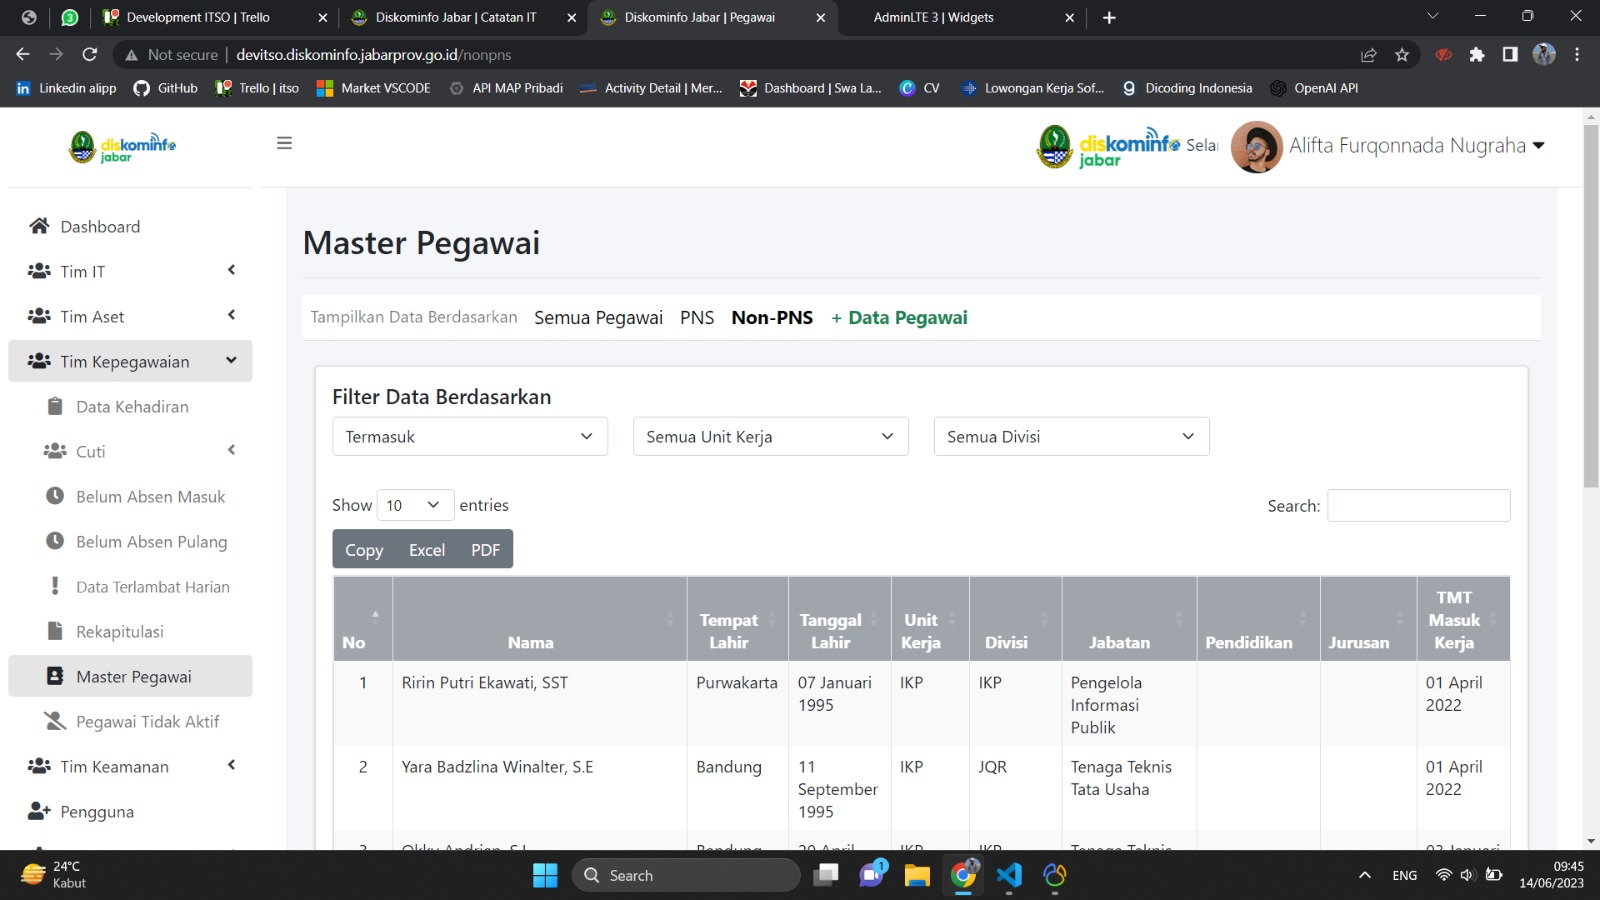 Development ITSO | Trello
Diskominfo Jabar | Catatan IT
Diskominfo Jabar | Pegawai
AdminLTE 3 | Widgets
Not secure
devitso.diskominfo.jabarprov.go.id/nonpns
Linkedin alipp
GitHub
Trello | itso
Market VSCODE
API MAP Pribadi
Activity Detail | Mer...
Dashboard | Swa La...
CV
Lowongan Kerja Sof...
Dicoding Indonesia
OpenAI API
diskominfo
jabar
diskominfo
jabar
Selai
Alifta Furqonnada Nugraha
Dashboard
Tim IT
Tim Aset
Tim Kepegawaian
Data Kehadiran
Cuti
Belum Absen Masuk
Belum Absen Pulang
Data Terlambat Harian
Rekapitulasi
Master Pegawai
Pegawai Tidak Aktif
Tim Keamanan
Pengguna
Master Pegawai
Tampilkan Data Berdasarkan Semua Pegawai PNS Non-PNS + Data Pegawai
Filter Data Berdasarkan
Termasuk
Semua Unit Kerja
Semua Divisi
Show 10 entries
Search:
Copy Excel PDF
No
Nama
Tempat
Lahir
Tanggal
Lahir
Unit
Kerja
Divisi
Jabatan
Pendidikan
Jurusan
TMT
Masuk
Kerja
1
Ririn Putri Ekawati, SST
Purwakarta
07 Januari
1995
IKP
IKP
Pengelola
Informasi
Publik
01 April
2022
2
Yara Badzlina Winalter, S.E
Bandung
11
September
1995
IKP
JQR
Tenaga Teknis
Tata Usaha
01 April
2022
24°C
Kabut
Search
1
ENG
09:45
14/06/2023